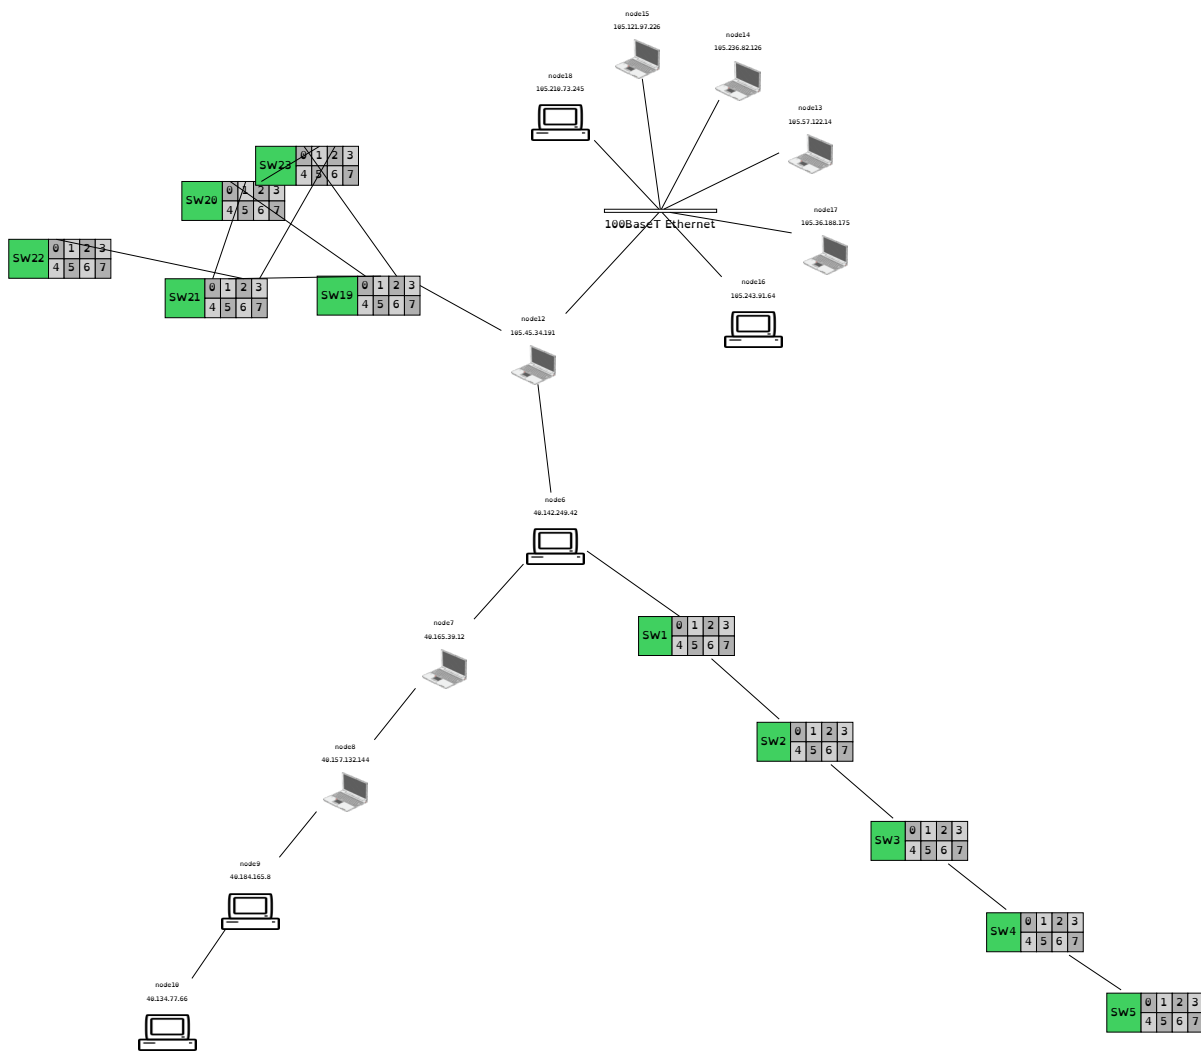 node15
105.121.97.226
node14
105.236.82.126
node18
105.210.73.245
node13
105.57.122.14
SW23 0 1 2 3
4 5 6 7
SW20 0 1 2 3
4 5 6 7
node17
105.36.188.175
100BaseT Ethernet
SW22 0 1 2 3
4 5 6 7
SW21 0 1 2 3
4 5 6 7
SW19 0 1 2 3
4 5 6 7
node16
105.243.91.64
node12
105.45.34.191
node6
40.142.249.42
node7
40.165.39.12
SW1 0 1 2 3
4 5 6 7
SW2 0 1 2 3
4 5 6 7
node8
40.157.132.144
SW3 0 1 2 3
4 5 6 7
node9
40.184.165.8
SW4 0 1 2 3
4 5 6 7
node10
40.134.77.66
SW5 0 1 2 3
4 5 6 7